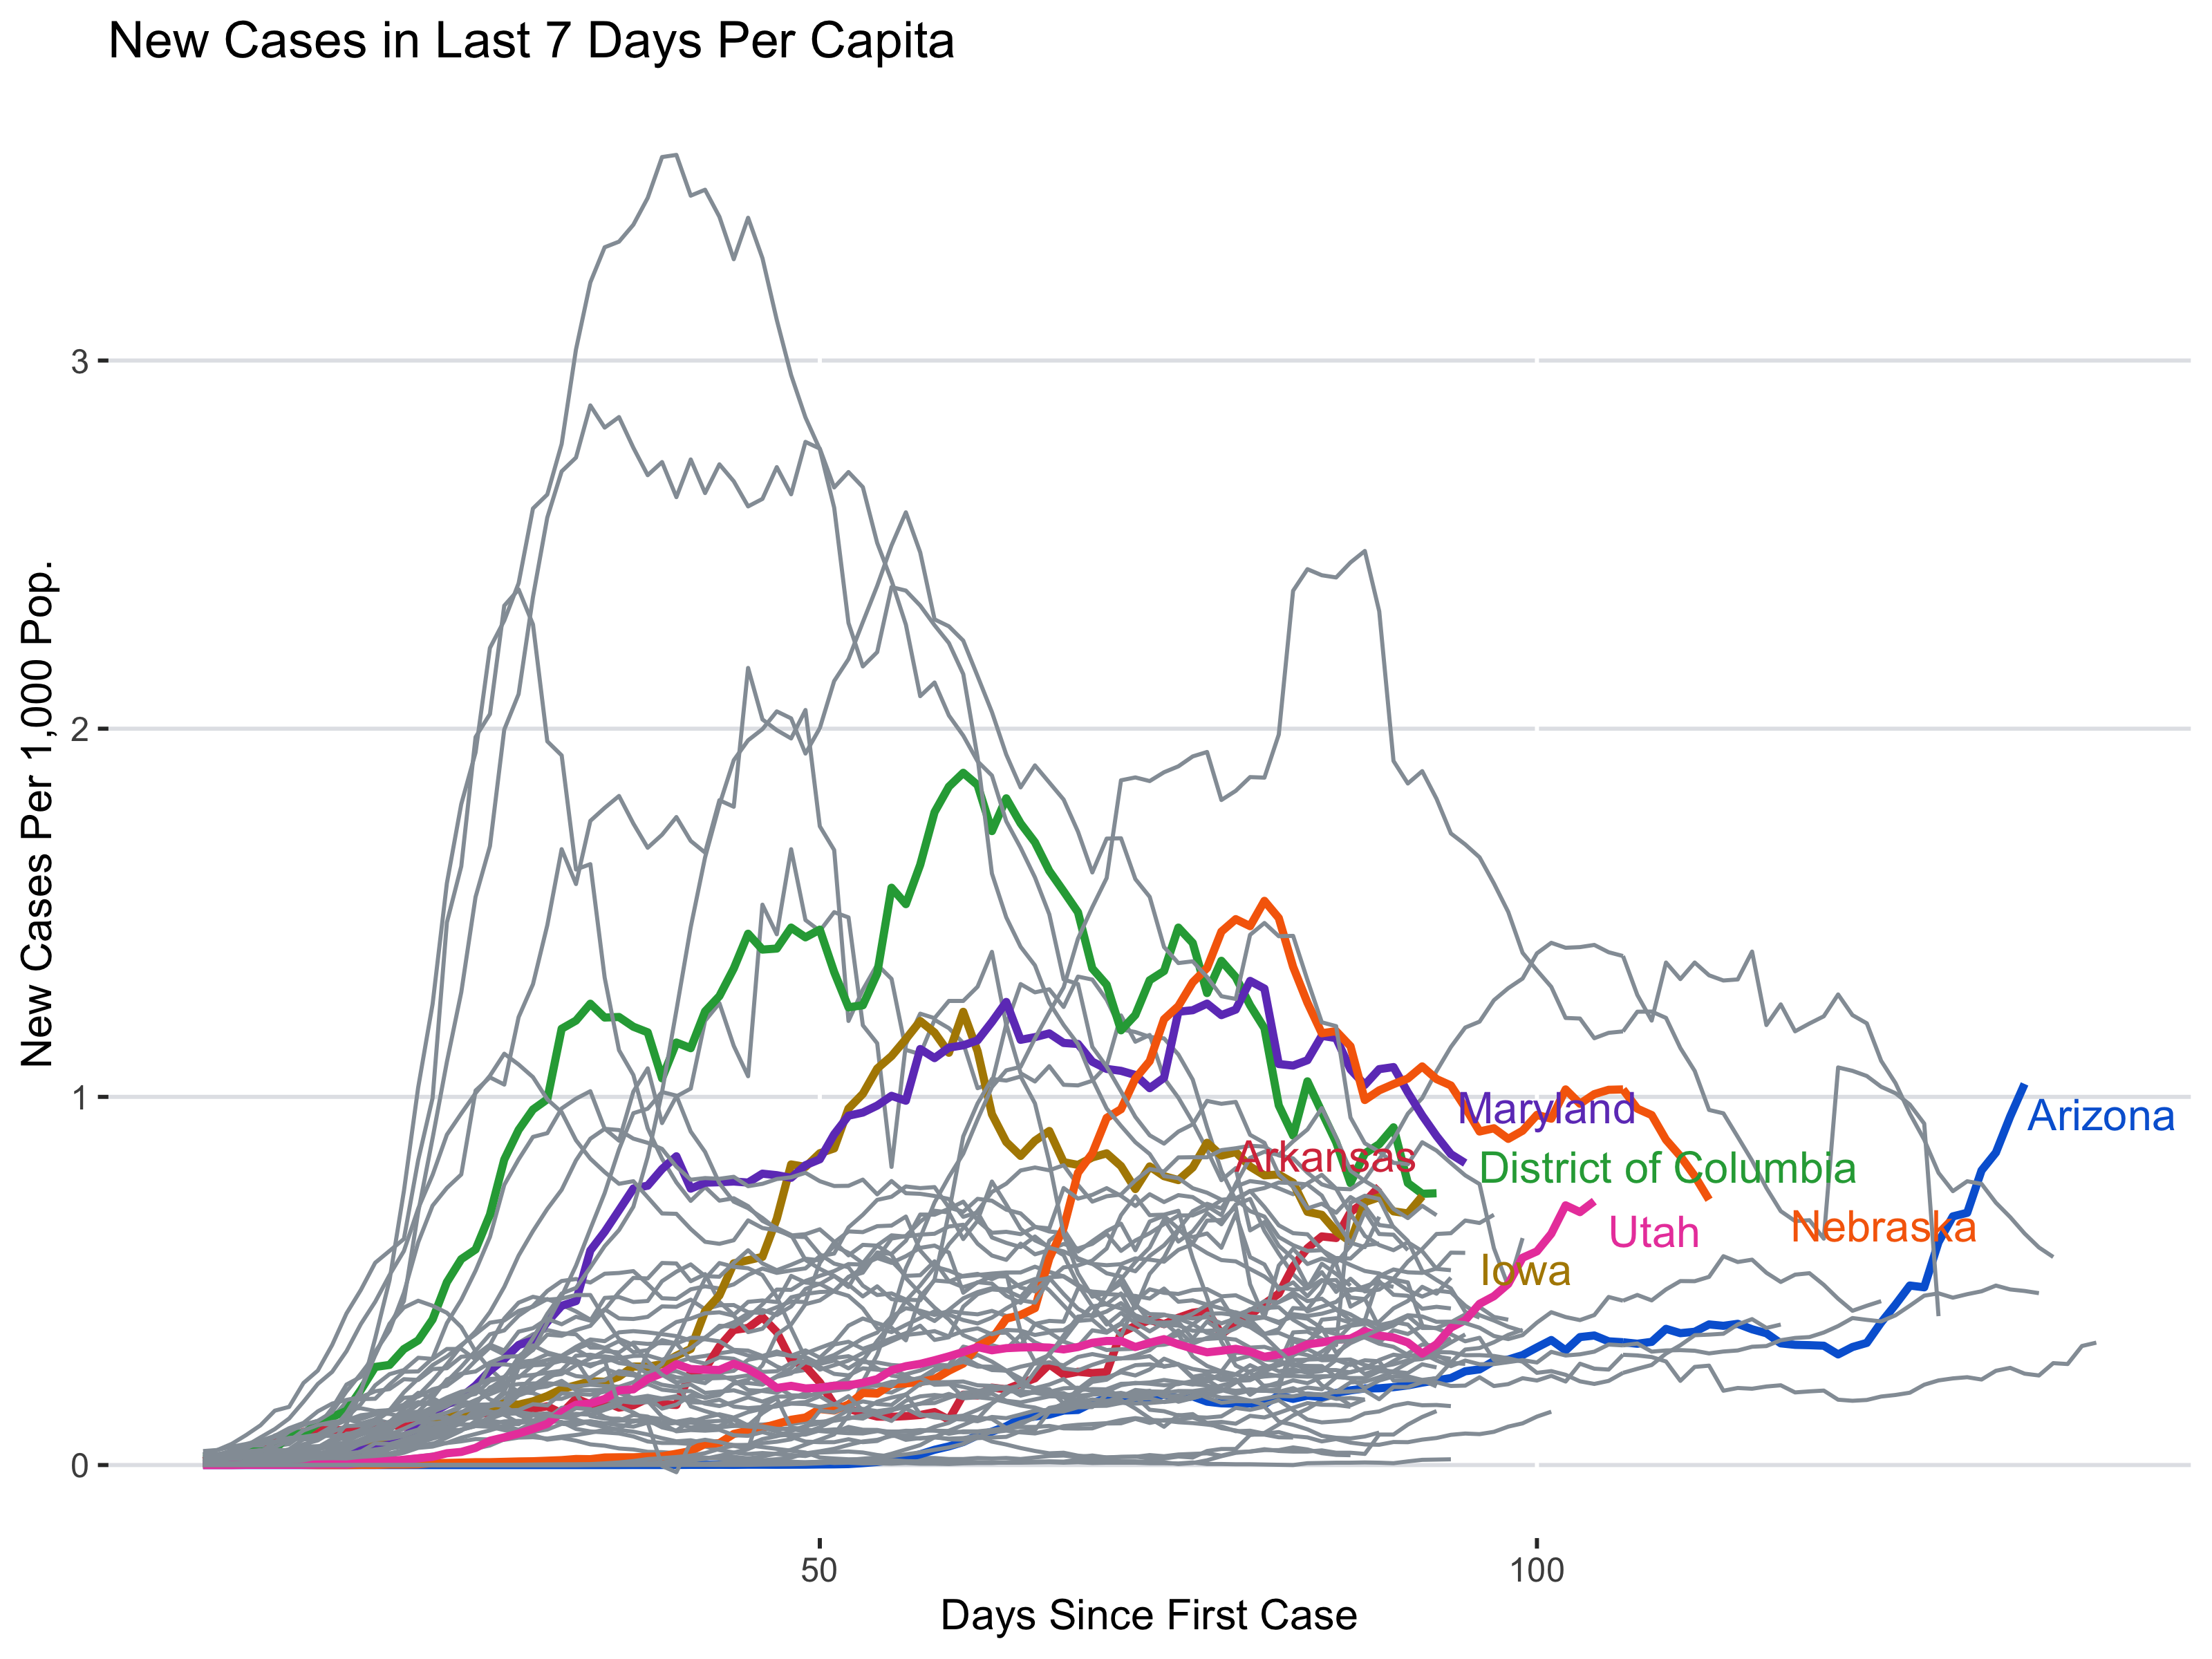 New Cases in Last 7 Days Per Capita
New Cases Per 1,000 Pop.
3
2
1
0
Maryland
Arizona
Arkansas
District of Columbia
Nebraska
Utah
Iowa
50
100
Days Since First Case